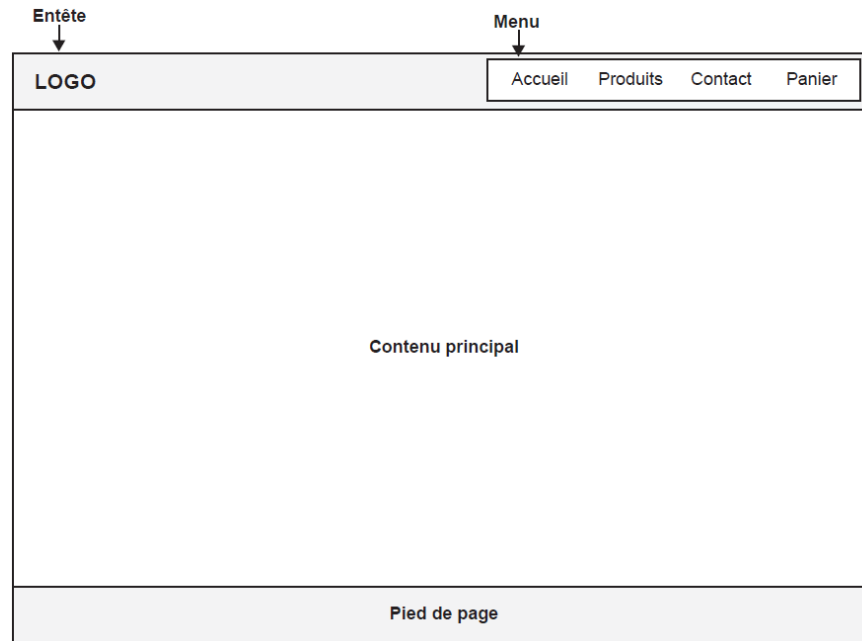 Entête
Menu
LOGO
Accueil Produits Contact Panier
Contenu principal
Pied de page